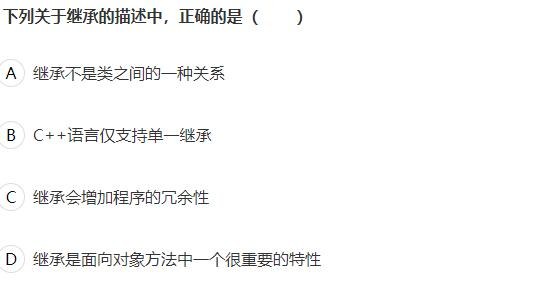 下列关于继承的描述中，正确的是（　　）
A 继承不是类之间的一种关系
B C++语言仅支持单一继承
C 继承会增加程序的冗余性
D 继承是面向对象方法中一个很重要的特性